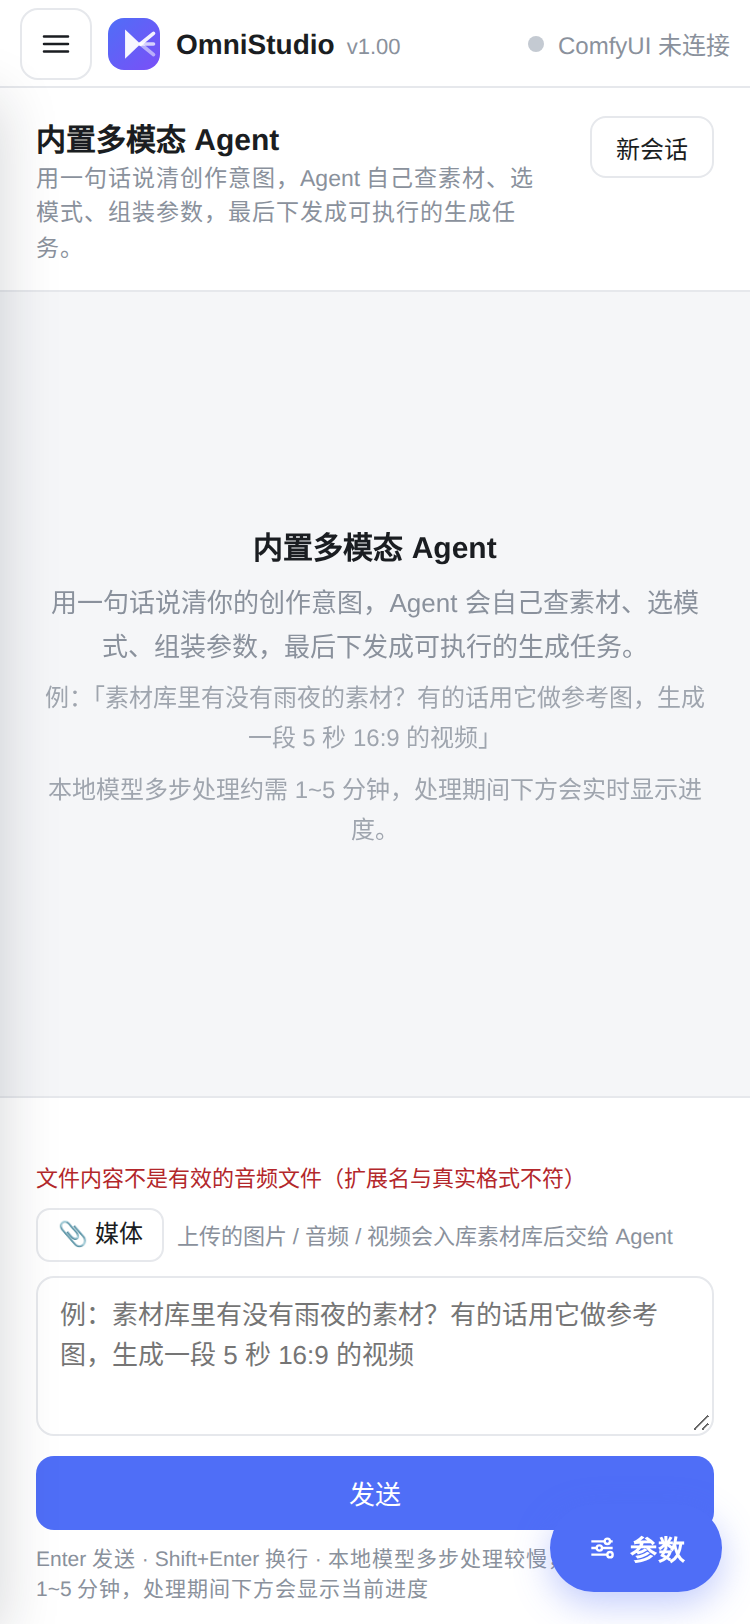 OmniStudio v1.00
ComfyUI 未连接
内置多模态 Agent
新会话
用一句话说清创作意图，Agent 自己查素材、选
模式、组装参数，最后下发成可执行的生成任
务。
内置多模态 Agent
用一句话说清你的创作意图，Agent 会自己查素材、选模
式、组装参数，最后下发成可执行的生成任务。
例：「素材库里有没有雨夜的素材？有的话用它做参考图，生成
一段 5 秒 16:9 的视频」
本地模型多步处理约需 1~5 分钟，处理期间下方会实时显示进
度。
文件内容不是有效的音频文件（扩展名与真实格式不符）
媒体
上传的图片 / 音频 / 视频会入库素材库后交给 Agent
例：素材库里有没有雨夜的素材？有的话用它做参考
图，生成一段 5 秒 16:9 的视频
发送
Enter 发送 · Shift+Enter 换行 · 本地模型多步处理较慢，
1~5 分钟，处理期间下方会显示当前进度
参数